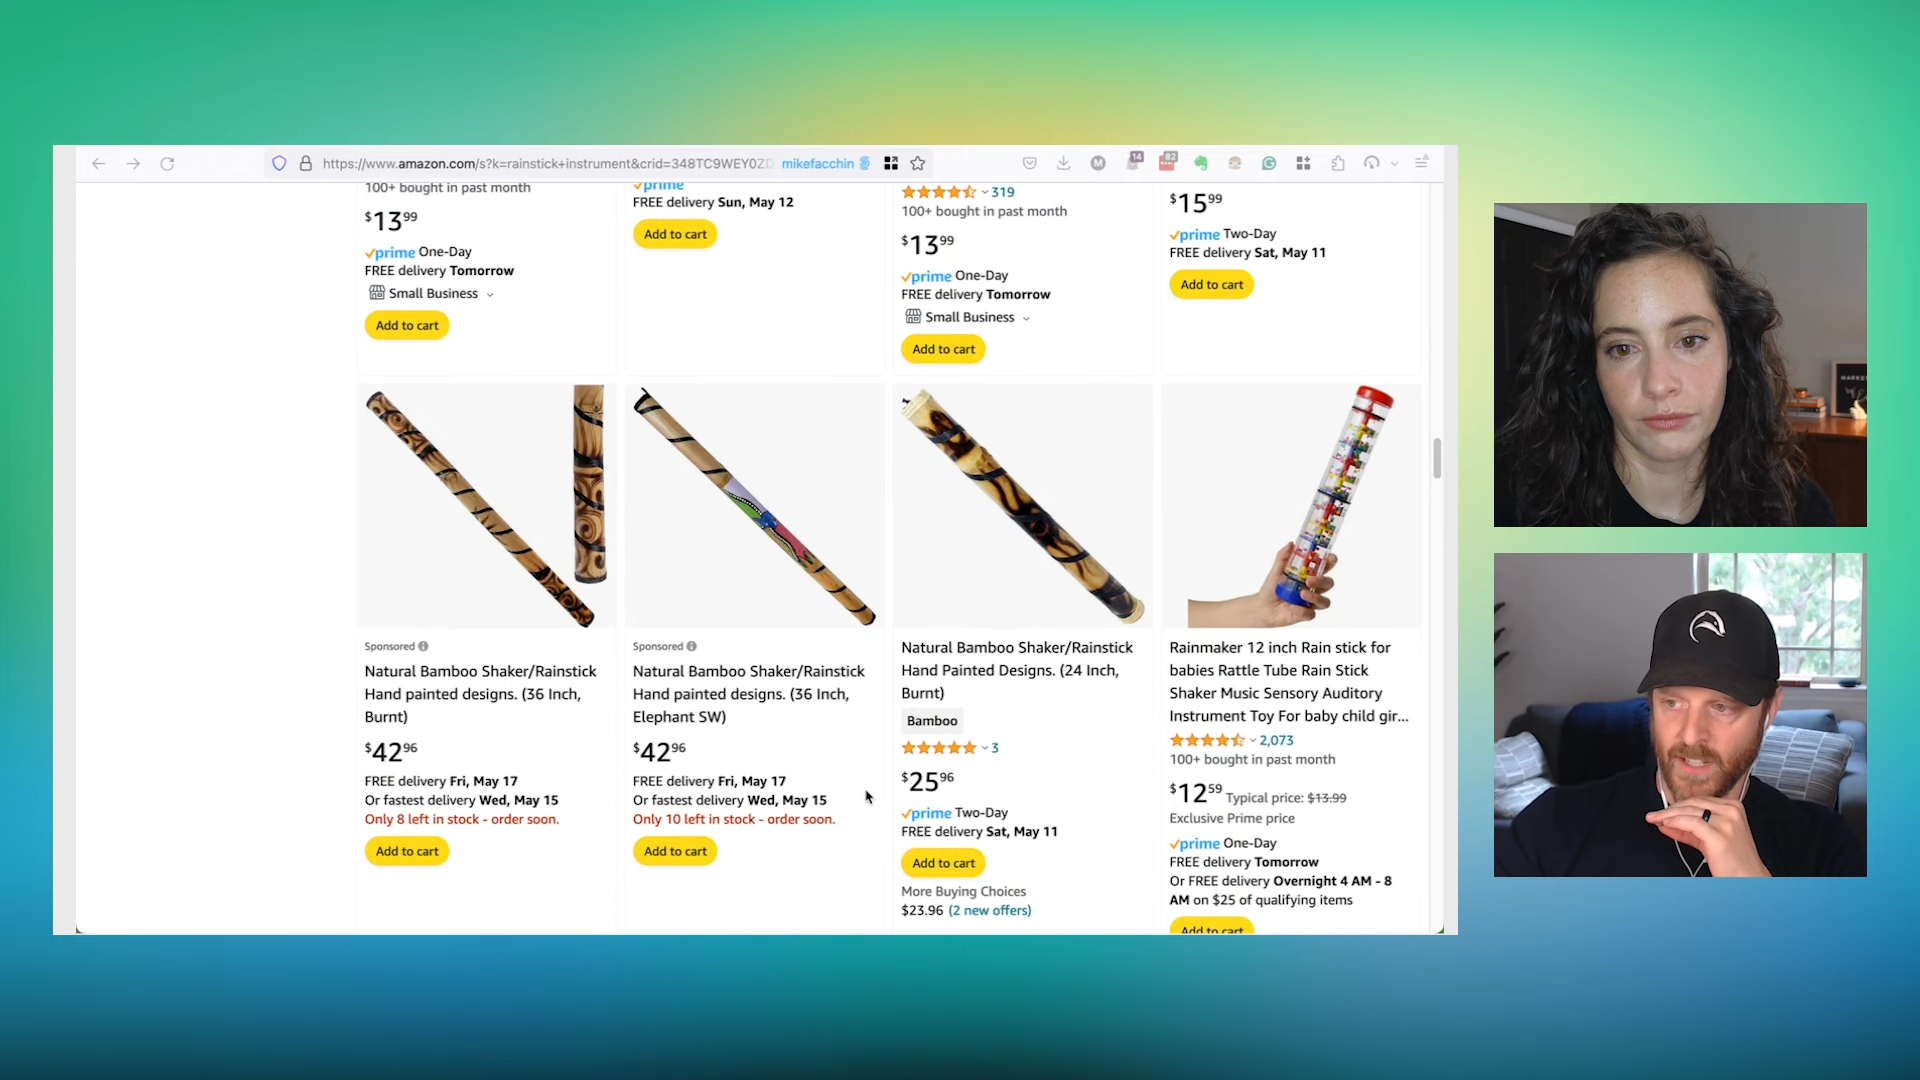 https://www.amazon.com/s?k=rainstick+instrument&crid=348TC9WEY0ZD
mikefacchin
14
82
100+ bought in past month
$13.99
prime One-Day
FREE delivery Tomorrow
Small Business
Add to cart
prime
FREE delivery Sun, May 12
Add to cart
319
100+ bought in past month
$13.99
prime One-Day
FREE delivery Tomorrow
Small Business
Add to cart
$15.99
prime Two-Day
FREE delivery Sat, May 11
Add to cart
Sponsored
Natural Bamboo Shaker/Rainstick
Hand painted designs. (36 Inch,
Burnt)
$42.96
FREE delivery Fri, May 17
Or fastest delivery Wed, May 15
Only 8 left in stock - order soon.
Add to cart
Sponsored
Natural Bamboo Shaker/Rainstick
Hand painted designs. (36 Inch,
Elephant SW)
$42.96
FREE delivery Fri, May 17
Or fastest delivery Wed, May 15
Only 10 left in stock - order soon.
Add to cart
Natural Bamboo Shaker/Rainstick
Hand Painted Designs. (24 Inch,
Burnt)
Bamboo
3
$25.96
prime Two-Day
FREE delivery Sat, May 11
Add to cart
More Buying Choices
$23.96 (2 new offers)
Rainmaker 12 inch Rain stick for
babies Rattle Tube Rain Stick
Shaker Music Sensory Auditory
Instrument Toy For baby child gir...
2,073
100+ bought in past month
$12.59 Typical price: $13.99
Exclusive Prime price
prime One-Day
FREE delivery Tomorrow
Or FREE delivery Overnight 4 AM - 8
AM on $25 of qualifying items
Add to cart